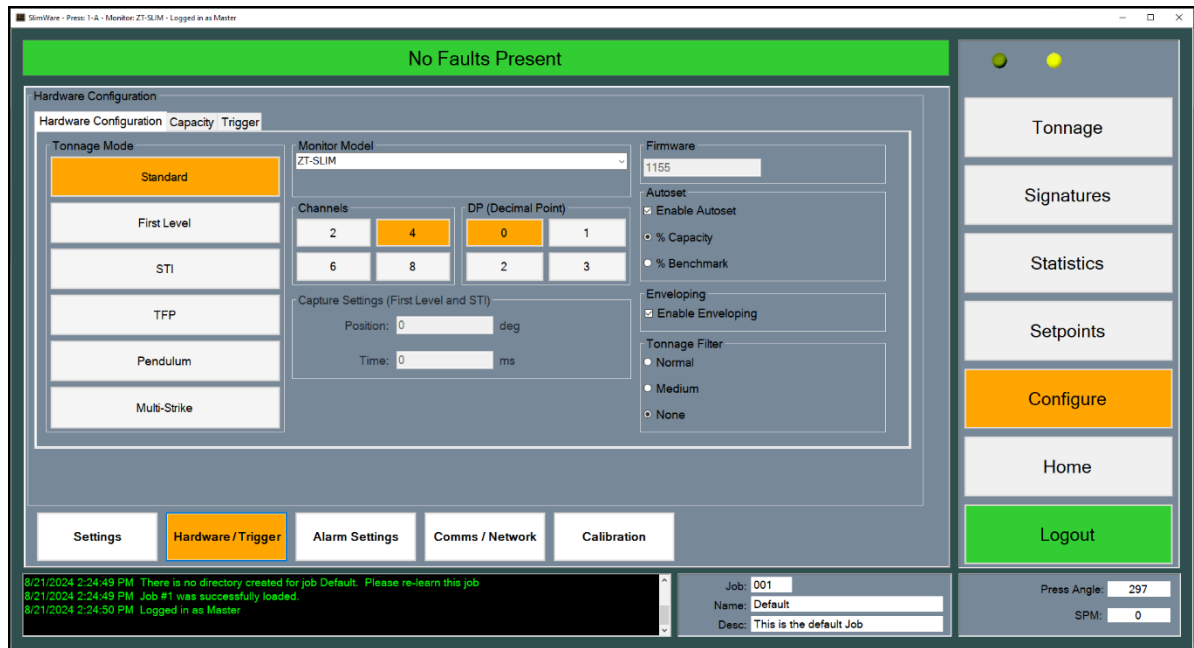 SlimWare - Press: 1-A - Monitor: ZT-SLIM - Logged in as Master
No Faults Present
Hardware Configuration
Hardware Configuration Capacity Trigger
Tonnage Mode
Standard
First Level
STI
TFP
Pendulum
Multi-Strike
Monitor Model
ZT-SLIM
Channels
2 4
6 8
DP (Decimal Point)
0 1
2 3
Capture Settings (First Level and STI)
Position: 0 deg
Time: 0 ms
Firmware
1155
Autoset
Enable Autoset
% Capacity
% Benchmark
Enveloping
Enable Enveloping
Tonnage Filter
Normal
Medium
None
Settings Hardware / Trigger Alarm Settings Comms / Network Calibration
Tonnage
Signatures
Statistics
Setpoints
Configure
Home
Logout
8/21/2024 2:24:49 PM There is no directory created for job Default. Please re-learn this job
8/21/2024 2:24:49 PM Job #1 was successfully loaded.
8/21/2024 2:24:50 PM Logged in as Master
Job: 001
Name: Default
Desc: This is the default Job
Press Angle: 297
SPM: 0